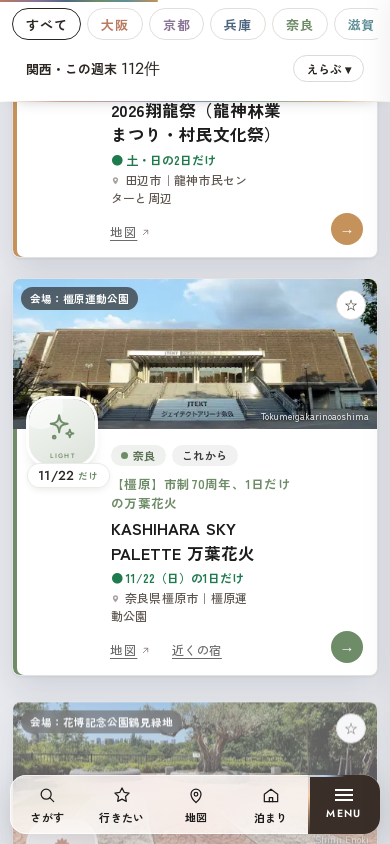 すべて
大阪
京都
兵庫
奈良
滋賀
関西・この週末 112件
えらぶ ▾
2026翔龍祭（龍神林業
まつり・村民文化祭）
土・日の2日だけ
田辺市｜龍神市民セン
ターと周辺
地図 ↗
→
会場：橿原運動公園
☆
JTEKT
ジェイテクトアリーナ奈良
Tokumeigakarinoaoshima
LIGHT
11/22 だけ
奈良
これから
【橿原】市制70周年、1日だけ
の万葉花火
KASHIHARA SKY
PALETTE 万葉花火
11/22（日）の1日だけ
奈良県橿原市｜橿原運
動公園
地図 ↗
近くの宿
→
会場：花博記念公園鶴見緑地
☆
さがす
行きたい
地図
泊まり
MENU